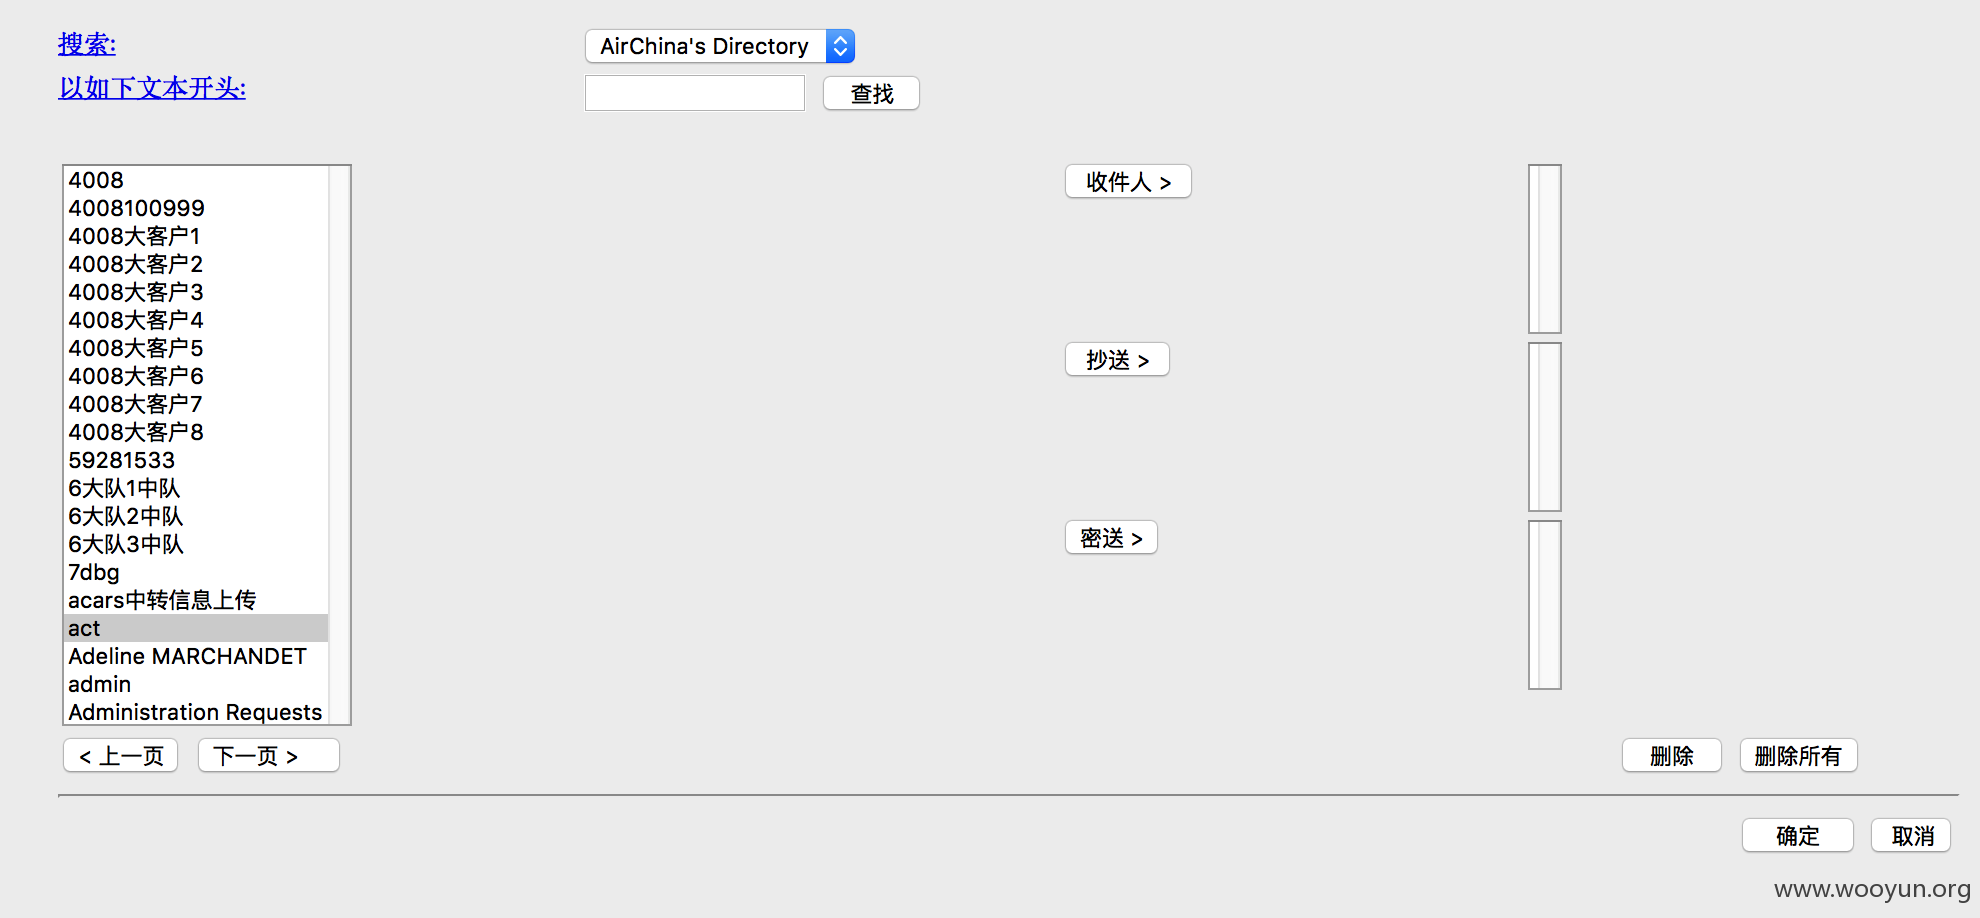 搜索:
AirChina's Directory
以如下文本开头:
查找
4008
4008100999
4008大客户1
4008大客户2
4008大客户3
4008大客户4
4008大客户5
4008大客户6
4008大客户7
4008大客户8
59281533
6大队1中队
6大队2中队
6大队3中队
7dbg
acars中转信息上传
act
Adeline MARCHANDET
admin
Administration Requests
收件人 >
抄送 >
密送 >
< 上一页
下一页 >
删除
删除所有
确定
取消
www.wooyun.org